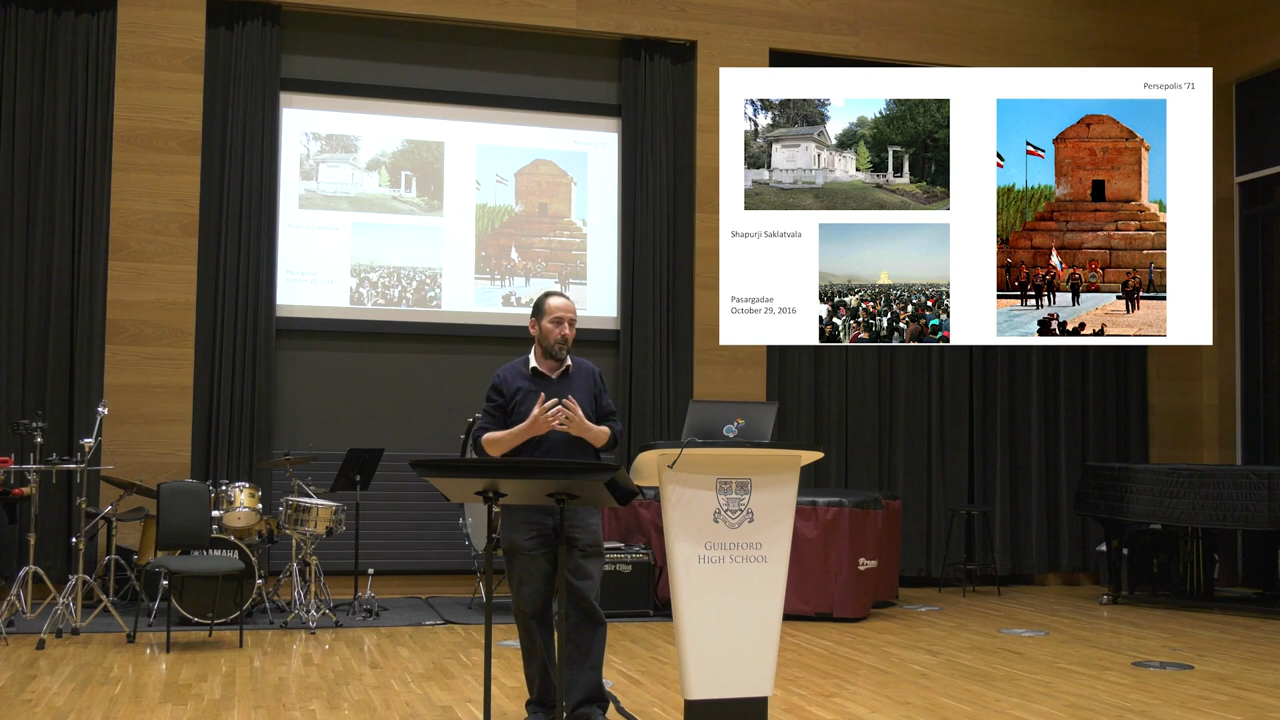 Persepolis '71
Shapurji Saklatvala
Pasargadae
October 29, 2016
GUILDFORD
HIGH SCHOOL
YAMAHA